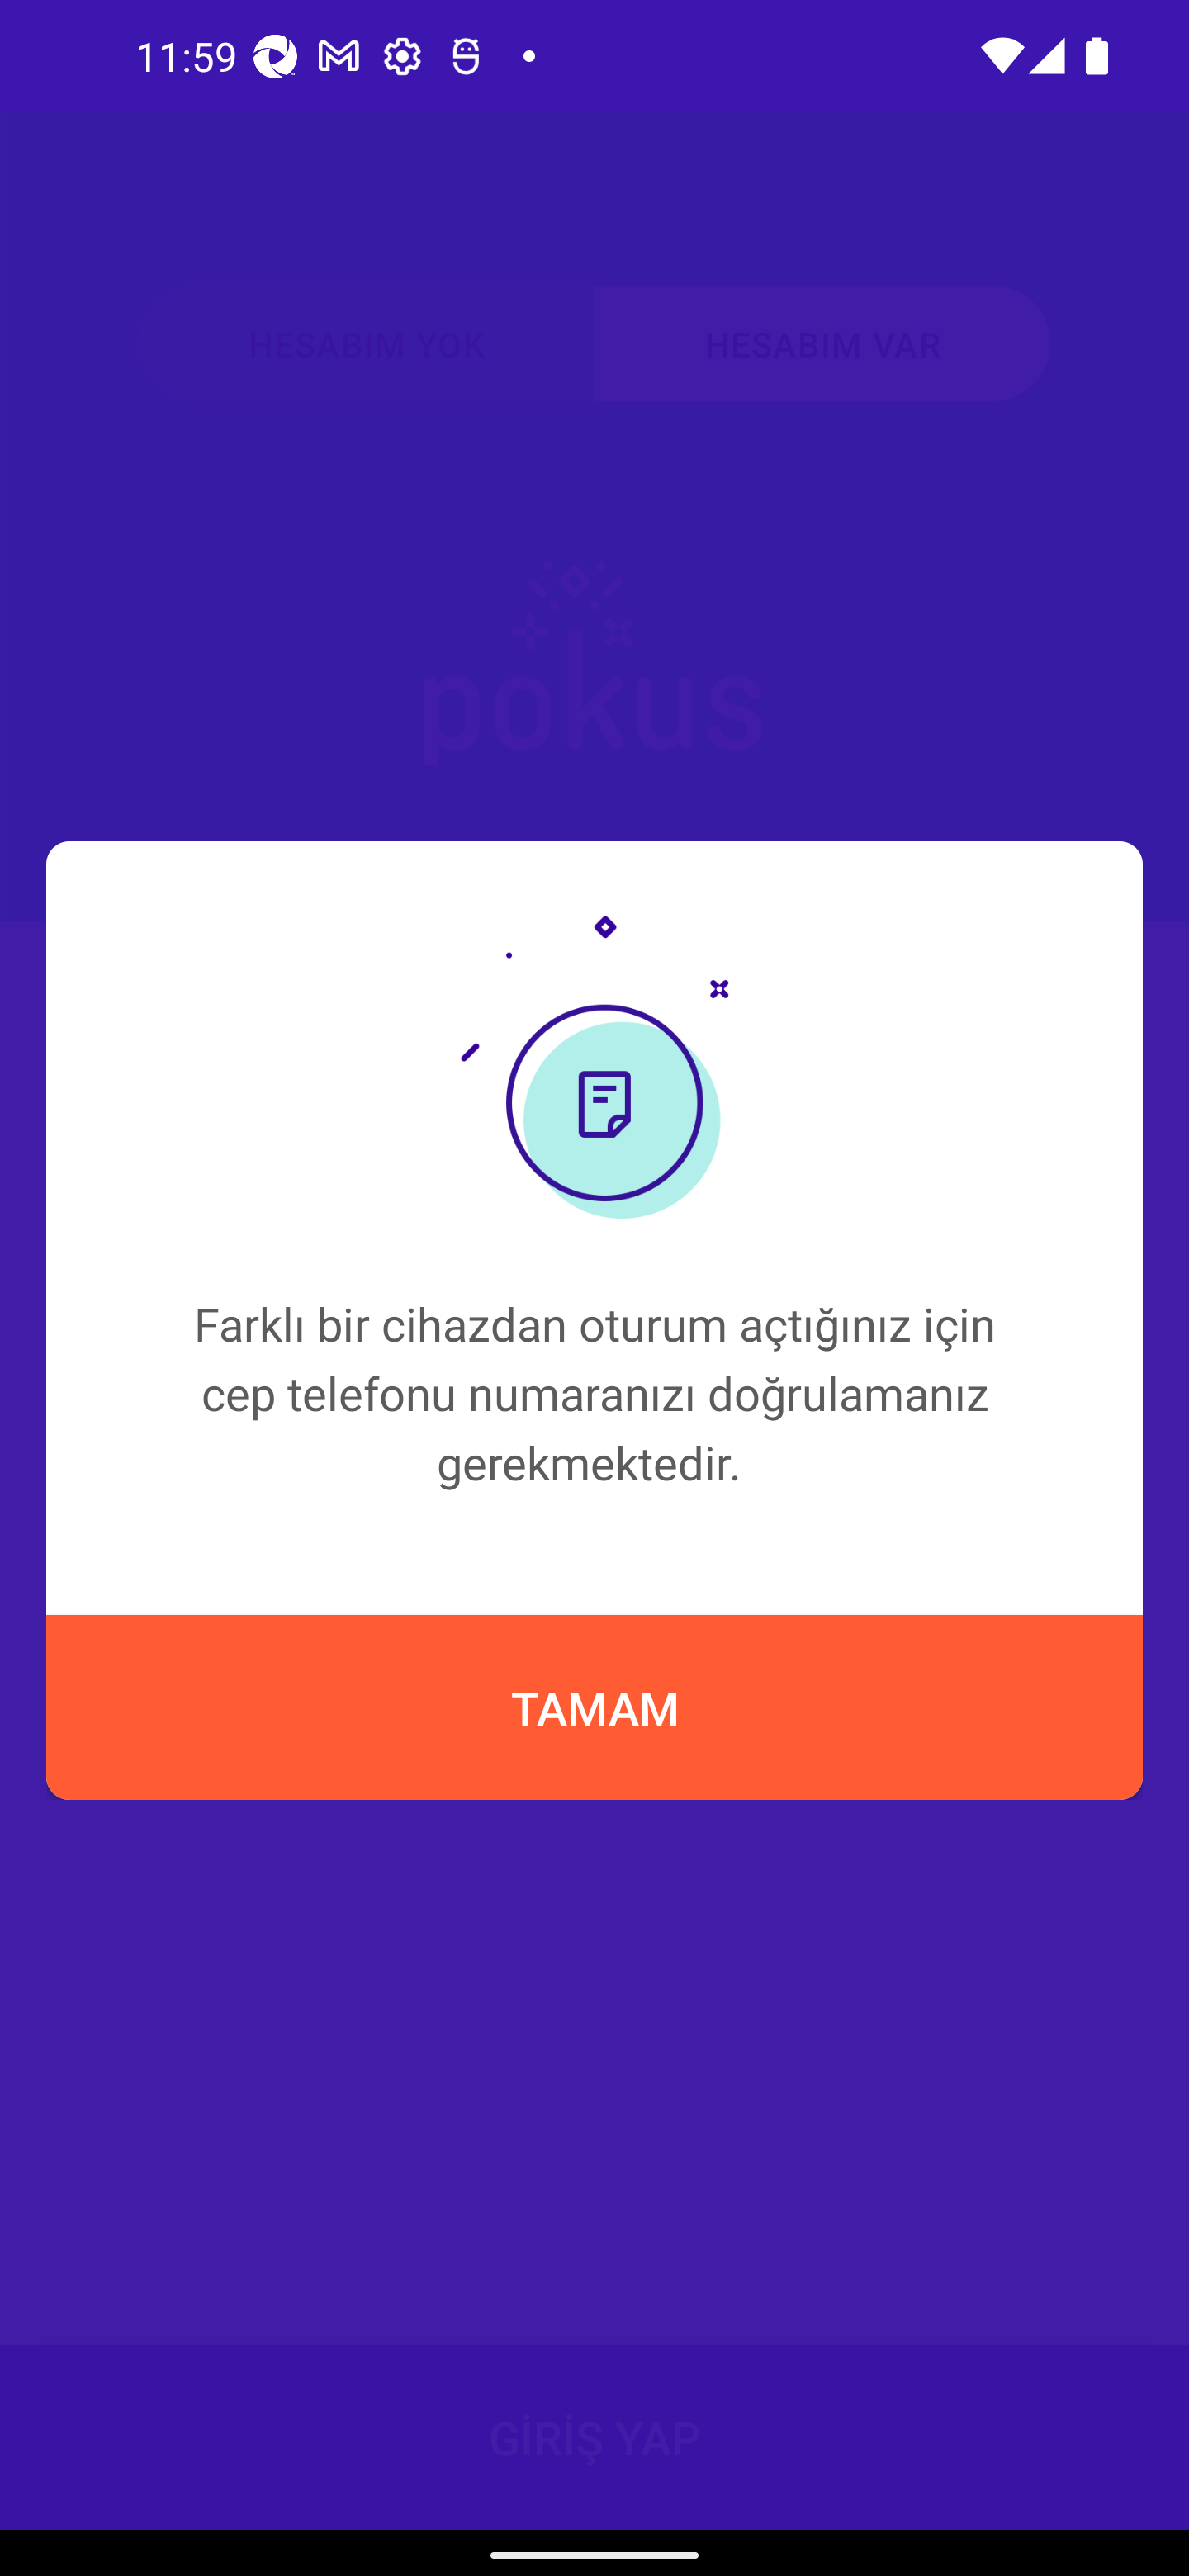 11:59
HESABIM YOK
HESABIM VAR
pokus
Farklı bir cihazdan oturum açtığınız için
cep telefonu numaranızı doğrulamanız
gerekmektedir.
TAMAM
GİRİŞ YAP